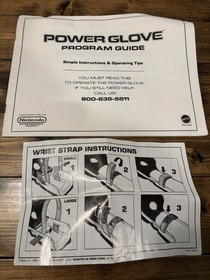 POWER GLOVE
PROGRAM GUIDE
Simple Instructions & Operating Tips
YOU MUST READ THIS
TO OPERATE THE POWER GLOVE
IF YOU STILL NEED HELP,
CALL US!
800-635-5811
Nintendo
WRIST STRAP INSTRUCTIONS
SMALL
1
2
3
LARGE
1
2
3